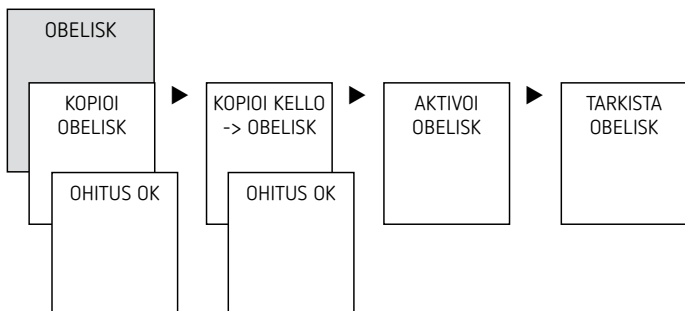 OBELISK
KOPIOI
OBELISK
OHITUS OK
KOPIOI KELLO
-> OBELISK
OHITUS OK
AKTIVOI
OBELISK
TARKISTA
OBELISK